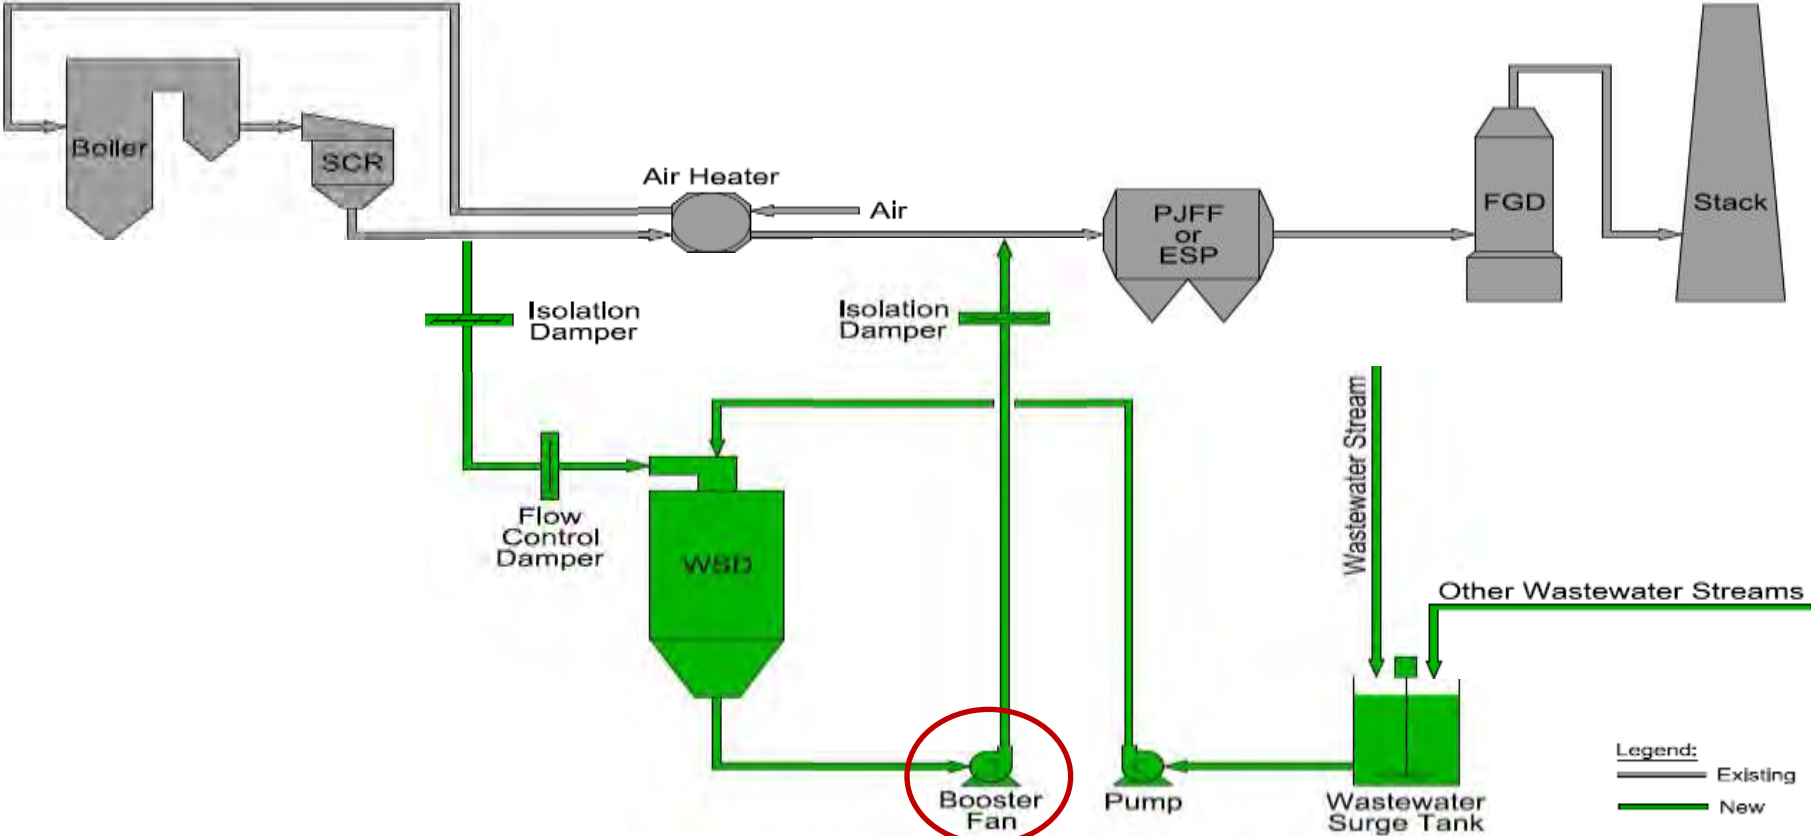 Boiler
SCR
Air Heater
Air
PJFF
or
ESP
FGD
Stack
Isolation
Damper
Isolation
Damper
Flow
Control
Damper
WSD
Wastewater Stream
Other Wastewater Streams
Booster
Fan
Pump
Wastewater
Surge Tank
Legend:
Existing
New